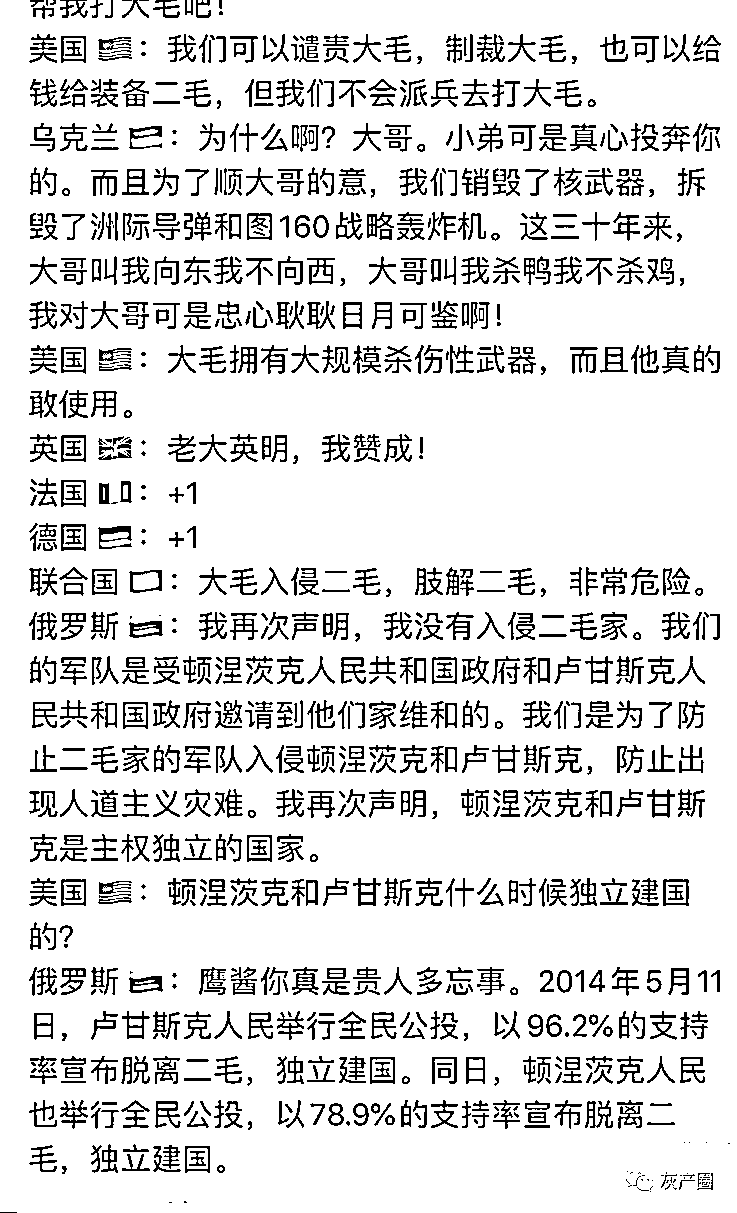 帮我打大毛吧！
美国🇺🇸：我们可以谴责大毛，制裁大毛，也可以给
钱给装备二毛，但我们不会派兵去打大毛。
乌克兰🇺🇦：为什么啊？大哥。小弟可是真心投奔你
的。而且为了顺大哥的意，我们销毁了核武器，拆
毁了洲际导弹和图160战略轰炸机。这三十年来，
大哥叫我向东我不向西，大哥叫我杀鸭我不杀鸡，
我对大哥可是忠心耿耿日月可鉴啊！
美国🇺🇸：大毛拥有大规模杀伤性武器，而且他真的
敢使用。
英国🇬🇧：老大英明，我赞成！
法国🇫🇷：+1
德国🇩🇪：+1
联合国🇺🇳：大毛入侵二毛，肢解二毛，非常危险。
俄罗斯🇷🇺：我再次声明，我没有入侵二毛家。我们
的军队是受顿涅茨克人民共和国政府和卢甘斯克人
民共和国政府邀请到他们家维和的。我们是为了防
止二毛家的军队入侵顿涅茨克和卢甘斯克，防止出
现人道主义灾难。我再次声明，顿涅茨克和卢甘斯
克是主权独立的国家。
美国🇺🇸：顿涅茨克和卢甘斯克什么时候独立建国
的？
俄罗斯🇷🇺：鹰酱你真是贵人多忘事。2014年5月11
日，卢甘斯克人民举行全民公投，以96.2%的支持
率宣布脱离二毛，独立建国。同日，顿涅茨克人民
也举行全民公投，以78.9%的支持率宣布脱离二
毛，独立建国。
灰产圈